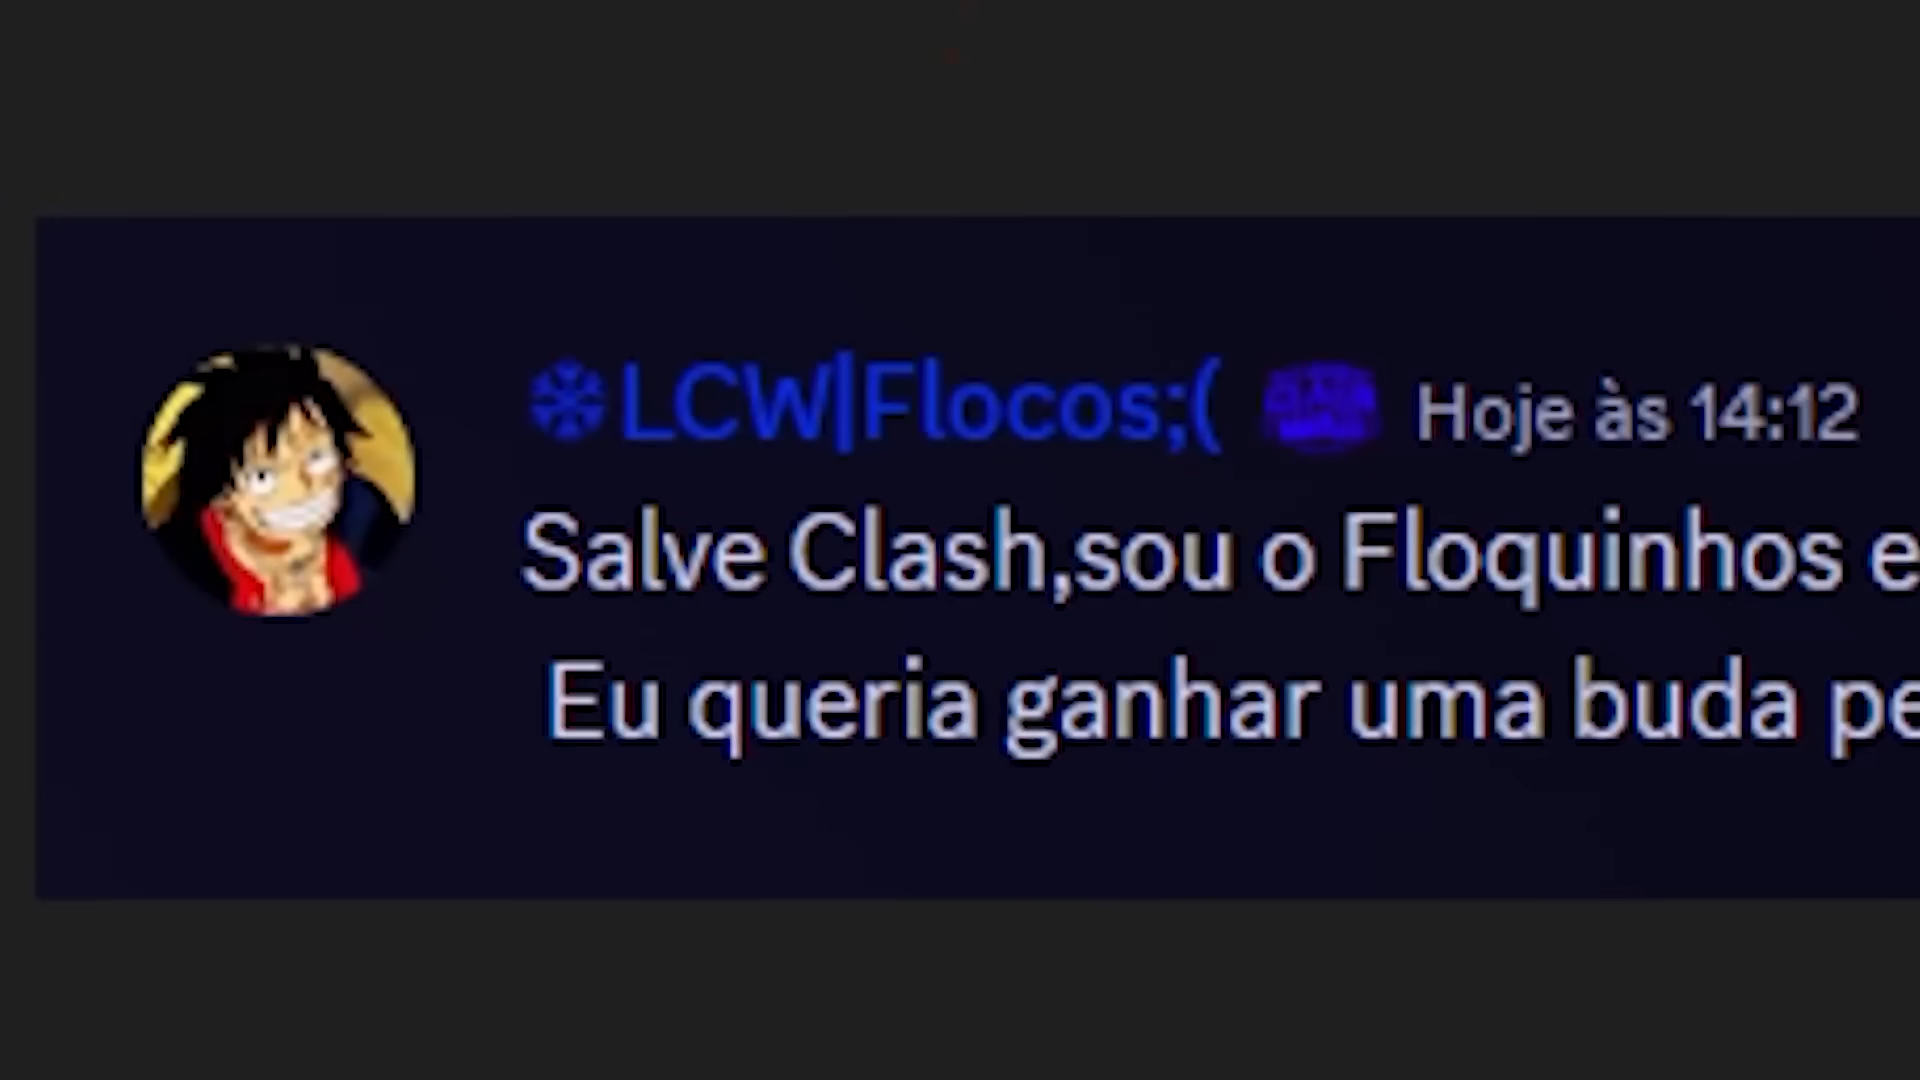 ❄LCW|Flocos;( Hoje às 14:12
Salve Clash,sou o Floquinhos e
Eu queria ganhar uma buda pe